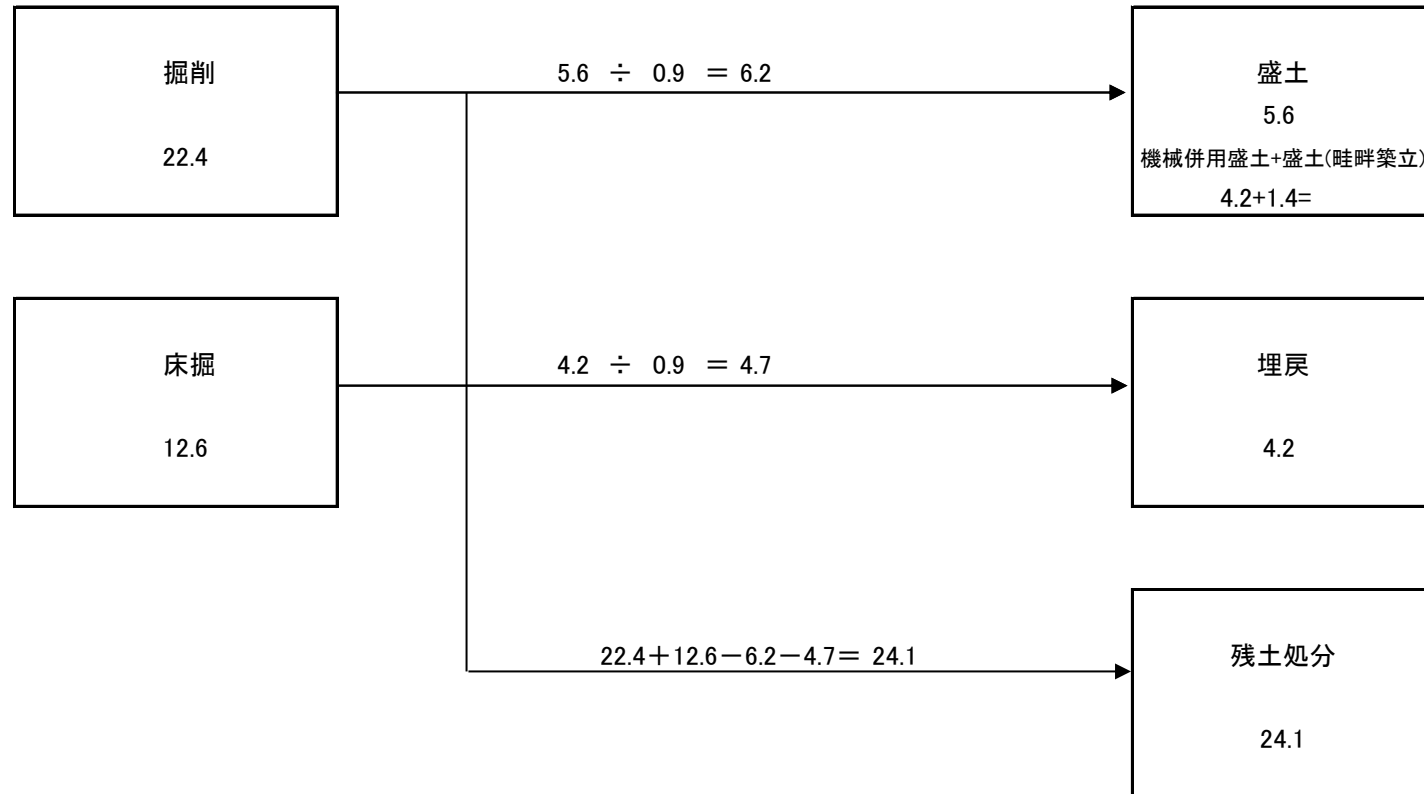 掘削
22.4
5.6 ÷ 0.9 = 6.2
盛土
5.6
機械併用盛土+盛土(畦畔築立)
4.2+1.4=
床掘
12.6
4.2 ÷ 0.9 = 4.7
埋戻
4.2
22.4+12.6-6.2-4.7= 24.1
残土処分
24.1